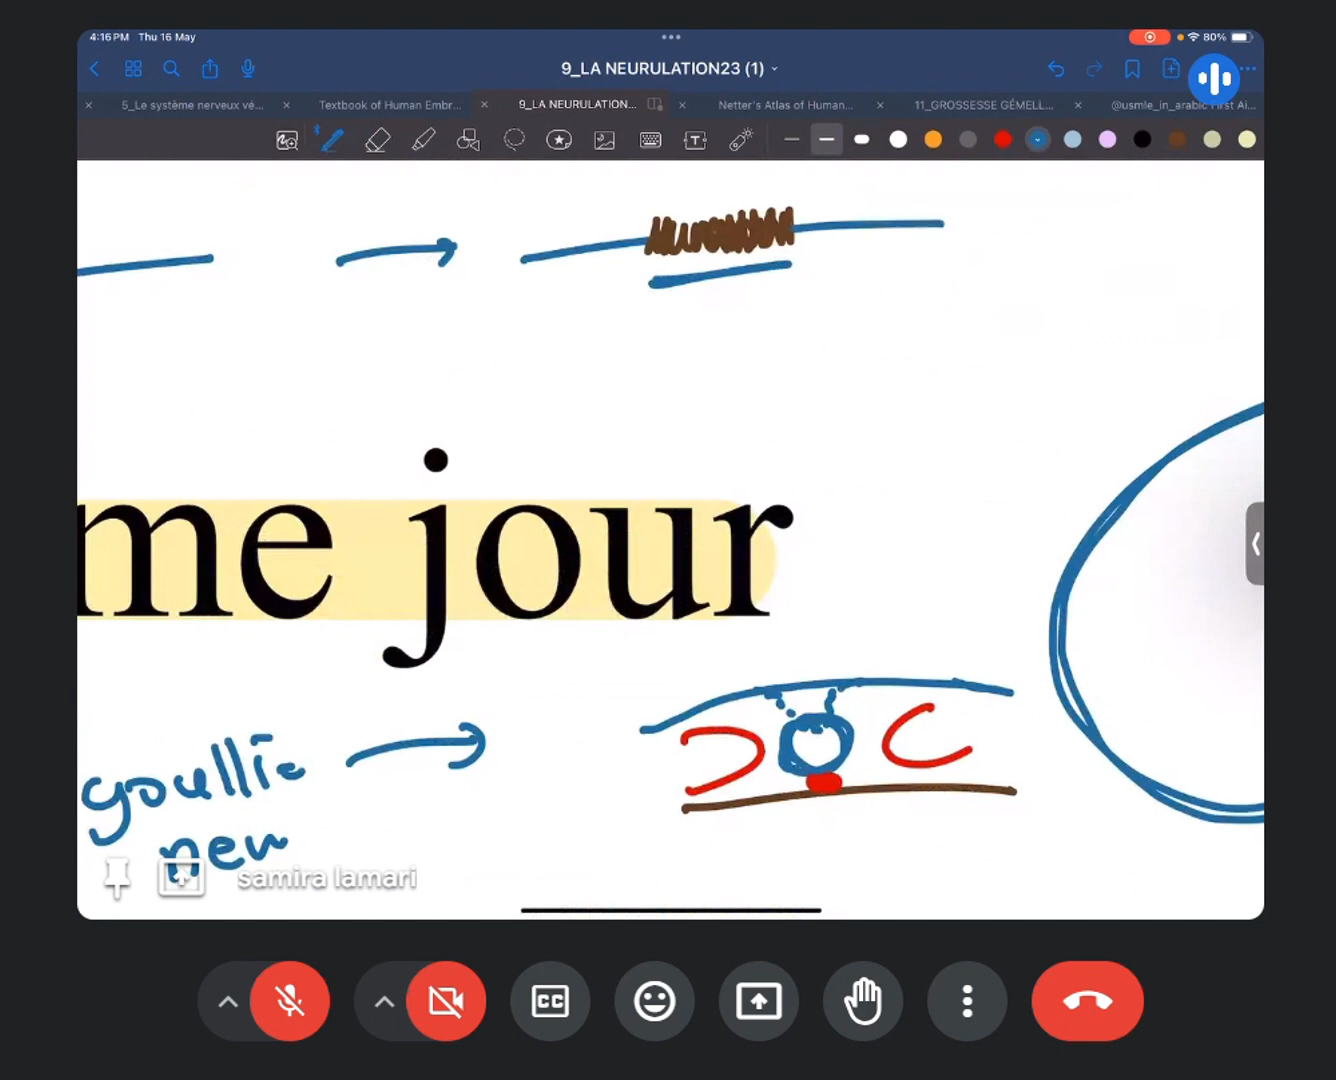 4:16 PM Thu 16 May
80%
9_LA NEURULATION23 (1)
5_Le système nerveux vé...
Textbook of Human Embr...
9_LA NEURULATION...
Netter's Atlas of Human...
11_GROSSESSE GÉMELL...
@usmle_in_arabic First Ai...
T
me jour
goullie
neu
samira lamari
CC